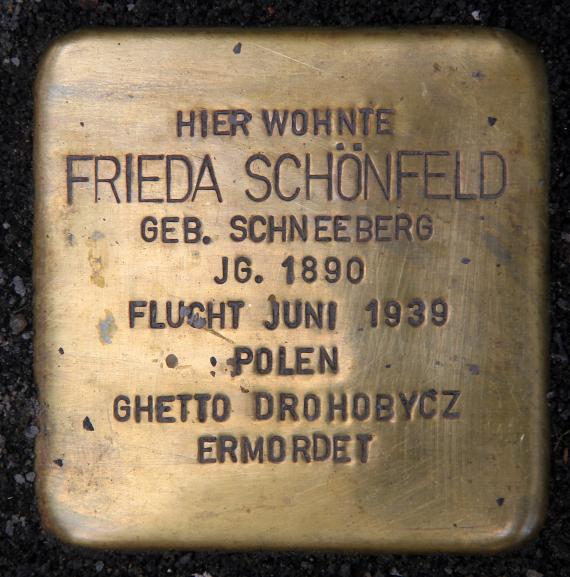 HIER WOHNTE
FRIEDA SCHÖNFELD
GEB. SCHNEEBERG
JG. 1890
FLUCHT JUNI 1939
POLEN
GHETTO DROHOBYCZ
ERMORDET